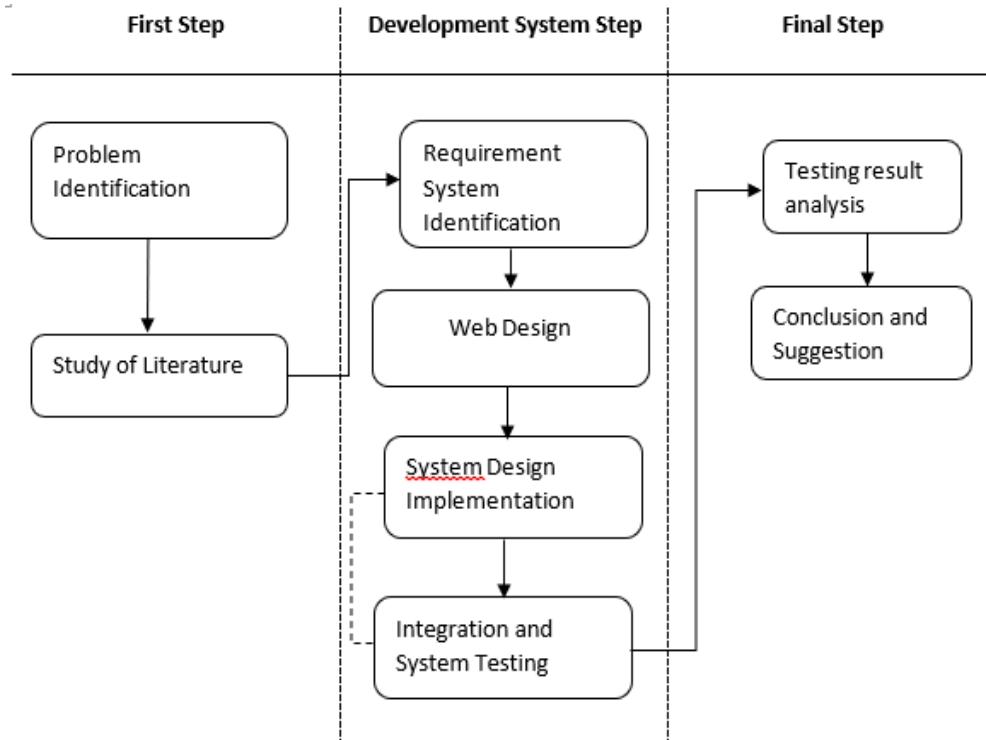 First Step
Development System Step
Final Step
Problem
Identification
Study of Literature
Requirement
System
Identification
Web Design
System Design
Implementation
Integration and
System Testing
Testing result
analysis
Conclusion and
Suggestion